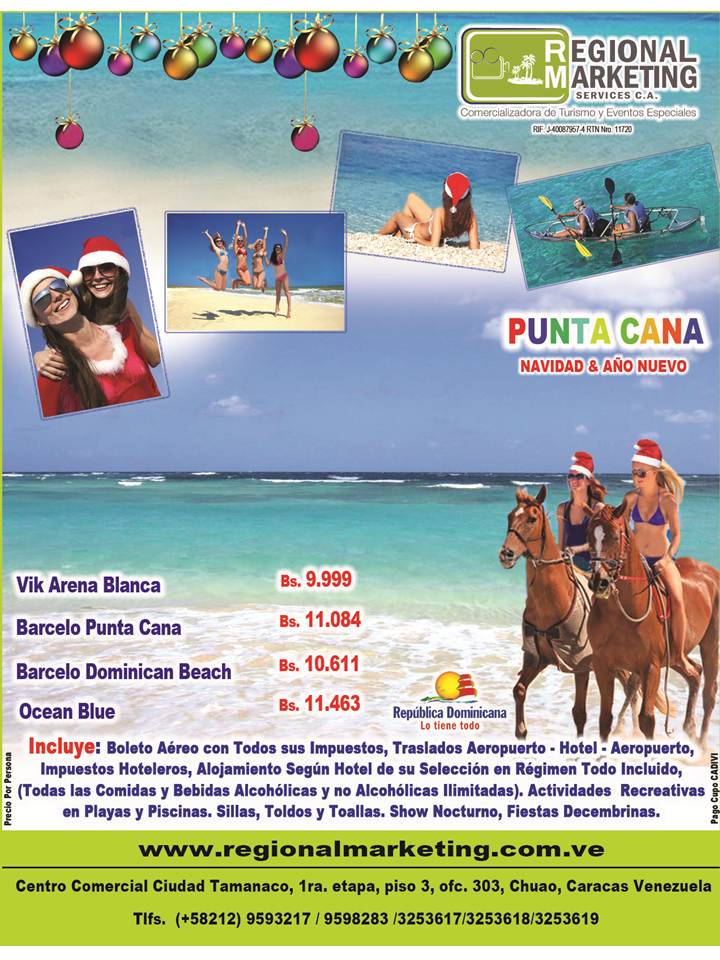 REGIONAL
MARKETING
SERVICES C.A.
Comercializadora de Turismo y Eventos Especiales
RIF. J-40087957-4 RTN Nro. 11720
PUNTA CANA
NAVIDAD & AÑO NUEVO
Vik Arena Blanca Bs. 9.999
Barcelo Punta Cana Bs. 11.084
Barcelo Dominican Beach Bs. 10.611
Ocean Blue Bs. 11.463
República Dominicana
Lo tiene todo
Incluye: Boleto Aéreo con Todos sus Impuestos, Traslados Aeropuerto - Hotel - Aeropuerto,
Impuestos Hoteleros, Alojamiento Según Hotel de su Selección en Régimen Todo Incluido,
(Todas las Comidas y Bebidas Alcohólicas y no Alcohólicas Ilimitadas). Actividades Recreativas
en Playas y Piscinas. Sillas, Toldos y Toallas. Show Nocturno, Fiestas Decembrinas.
Precio Por Persona
Pago Cupo CADIVI
www.regionalmarketing.com.ve
Centro Comercial Ciudad Tamanaco, 1ra. etapa, piso 3, ofc. 303, Chuao, Caracas Venezuela
Tlfs. (+58212) 9593217 / 9598283 /3253617/3253618/3253619